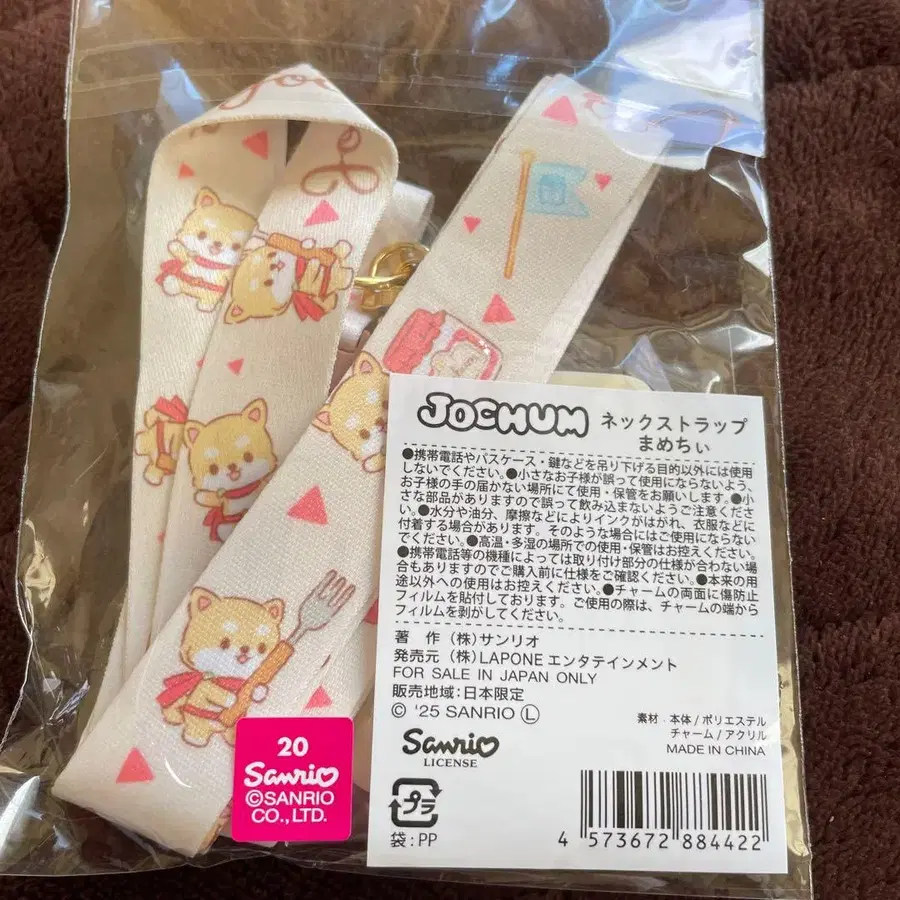 JOCHUM ネックストラップ
まめちぃ
●携帯電話やパスケース・鍵などを吊り下げる目的以外には使用
しないでください。●小さなお子様が誤って使用にならないよう、
お子様の手の届かない場所にて使用・保管をお願いします。●小
さな部品がありますので誤って飲み込まないようご注意くださ
い。●水分や油分、摩擦などによりインクがはがれ、衣服などに
付着する場合があります。そのような場合にはご使用にならない
でください。●高温・多湿の場所での使用・保管はお控えください。
●携帯電話等の機種によっては取り付け部分の仕様が合わない場
合もありますのでご購入前に仕様をご確認ください。●本来の用
途以外への使用はお控えください。●チャームの両面に傷防止
フィルムを貼付しております。ご使用の際は、チャームの端から
フィルムを剥がしてください。
著 作 (株)サンリオ
発売元 (株)LAPONEエンタテインメント
FOR SALE IN JAPAN ONLY
販売地域:日本限定
© '25 SANRIO Ⓛ
素材・本体/ポリエステル
チャーム/アクリル
MADE IN CHINA
Sanrio
LICENSE
プラ
袋:PP
4 573672 884422
20
Sanrio
©SANRIO
CO., LTD.